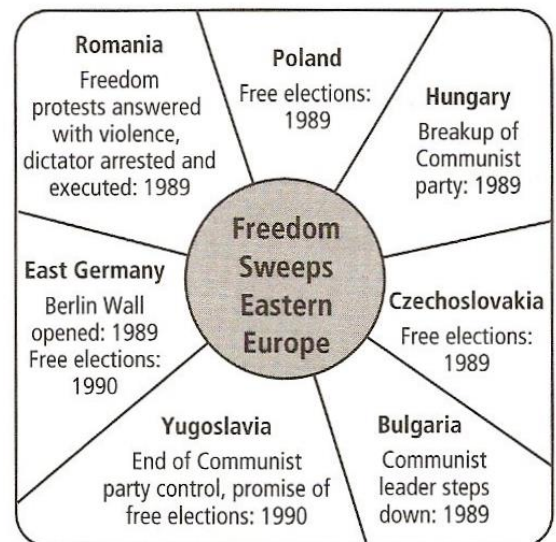 Romania
Freedom
protests answered
with violence,
dictator arrested and
executed: 1989
Poland
Free elections:
1989
Hungary
Breakup of
Communist
party: 1989
Freedom
Sweeps
Eastern
Europe
East Germany
Berlin Wall
opened: 1989
Free elections:
1990
Czechoslovakia
Free elections:
1989
Yugoslavia
End of Communist
party control, promise of
free elections: 1990
Bulgaria
Communist
leader steps
down: 1989